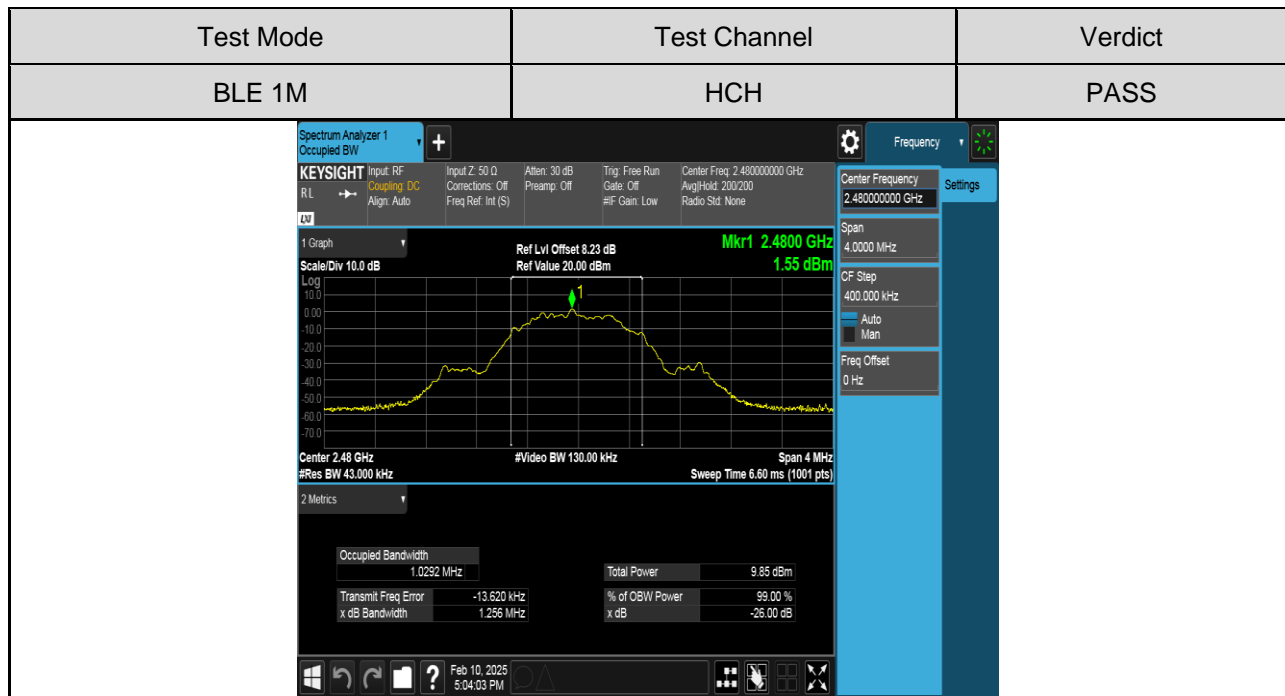 Test Mode Test Channel Verdict
BLE 1M HCH PASS
Spectrum Analyzer 1
Occupied BW
+
Frequency
KEYSIGHT
R L
LXI
Input: RF
Coupling: DC
Align: Auto
Input Z: 50 Ω
Corrections: Off
Freq Ref: Int (S)
Atten: 30 dB
Preamp: Off
Trig: Free Run
Gate: Off
#IF Gain: Low
Center Freq: 2.480000000 GHz
Avg|Hold: 200/200
Radio Std: None
Center Frequency
2.480000000 GHz
Settings
Span
4.0000 MHz
CF Step
400.000 kHz
Auto
Man
Freq Offset
0 Hz
1 Graph
Scale/Div 10.0 dB
Ref Lvl Offset 8.23 dB
Ref Value 20.00 dBm
Mkr1 2.4800 GHz
1.55 dBm
Log
1
10.0
0.00
-10.0
-20.0
-30.0
-40.0
-50.0
-60.0
-70.0
Center 2.48 GHz
#Res BW 43.000 kHz
#Video BW 130.00 kHz
Span 4 MHz
Sweep Time 6.60 ms (1001 pts)
2 Metrics
Occupied Bandwidth
1.0292 MHz
Total Power 9.85 dBm
Transmit Freq Error -13.620 kHz
% of OBW Power 99.00 %
x dB Bandwidth 1.256 MHz
x dB -26.00 dB
?
Feb 10, 2025
5:04:03 PM